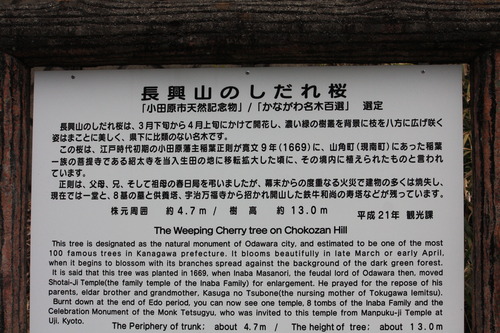 長興山のしだれ桜
「小田原市天然記念物」/「かながわ名木百選」 選定
長興山のしだれ桜は、3月下旬から4月上旬にかけて開花し、濃い緑の樹叢を背景に枝を八方に広げ咲く
姿はまことに美しく、県下に比類のない名木です。
この桜は、江戸時代初期の小田原藩主稲葉正則が寛文9年(1669)に、山角町(現南町)にあった稲葉
一族の菩提寺である紹太寺を当入生田の地に移転拡大した頃に、その境内に植えられたものと言われ
ています。
正則は、父母、兄、そして祖母の春日局を弔いましたが、幕末からの度重なる火災で建物の多くは焼失し、
現在では一堂と、8基の墓と供養塔、宇治万福寺から招かれ開山した鉄牛和尚の寿塔などが残っています。
株元周囲 約4.7m/ 樹高 約13.0m
平成21年 観光課
The Weeping Cherry tree on Chokozan Hill
This tree is designated as the natural monument of Odawara city, and estimated to be one of the most
100 famous trees in Kanagawa prefecture. It blooms beautifully in late March or early April,
when it begins to blossom with its branches spread against the background of the dark green forest.
It is said that this tree was planted in 1669, when Inaba Masanori, the feudal lord of Odawara then, moved
Shotai-Ji Temple(the family temple of the Inaba Family) for enlargement. He prayed for the repose of his
parents, eldar brother and grandmother, Kasuga no Tsubone(the nursing mother of Tokugawa Iemitsu).
Burnt down at the end of Edo period, you can now see one temple, 8 tombs of the Inaba Family and the
Celebration Monument of the Monk Tetsugyu, who was invited to this temple from Manpuku-ji Temple at
Uji, Kyoto.
The Periphery of trunk: about 4.7m / The height of tree: about 13.0m